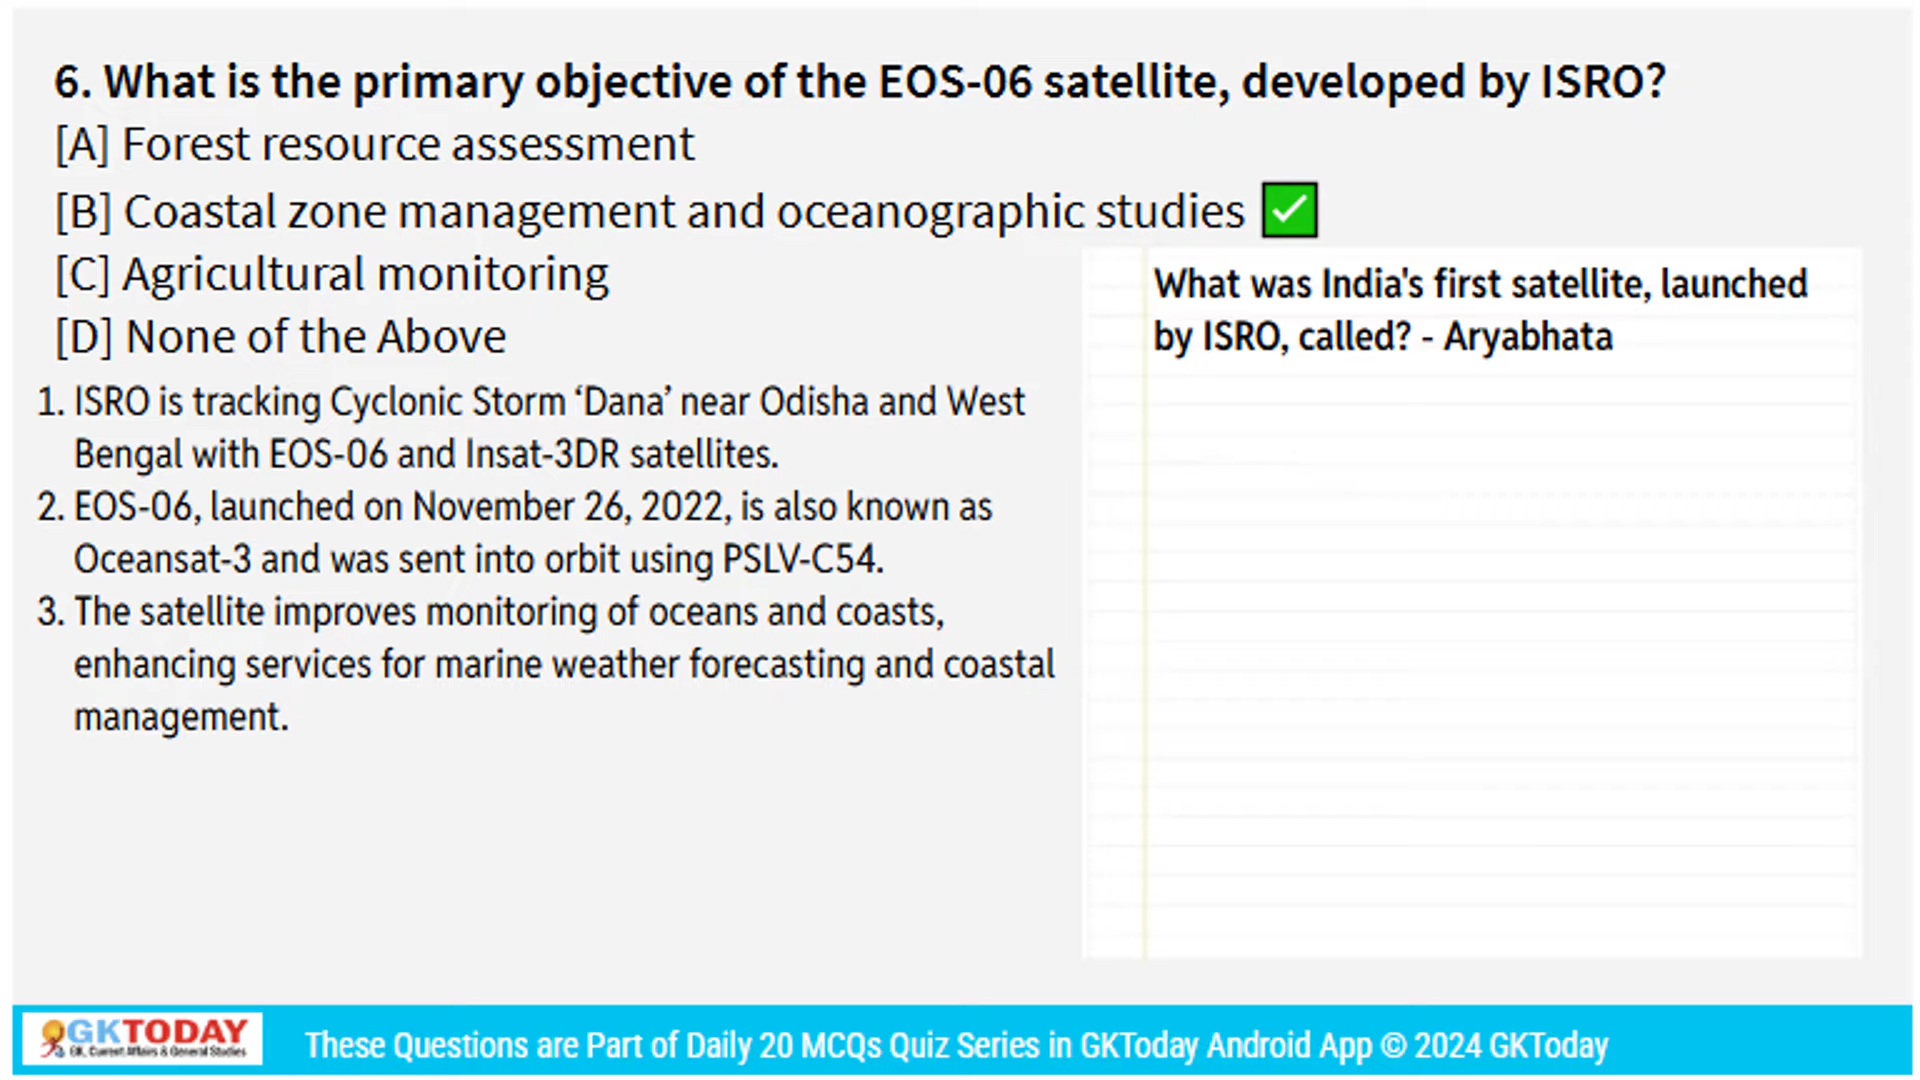 6. What is the primary objective of the EOS-06 satellite, developed by ISRO?
[A] Forest resource assessment
[B] Coastal zone management and oceanographic studies
[C] Agricultural monitoring
[D] None of the Above
1. ISRO is tracking Cyclonic Storm ‘Dana’ near Odisha and West
Bengal with EOS-06 and Insat-3DR satellites.
2. EOS-06, launched on November 26, 2022, is also known as
Oceansat-3 and was sent into orbit using PSLV-C54.
3. The satellite improves monitoring of oceans and coasts,
enhancing services for marine weather forecasting and coastal
management.
What was India's first satellite, launched
by ISRO, called? - Aryabhata
GKTODAY
GK, Current Affairs & General Studies
These Questions are Part of Daily 20 MCQs Quiz Series in GKToday Android App © 2024 GKToday